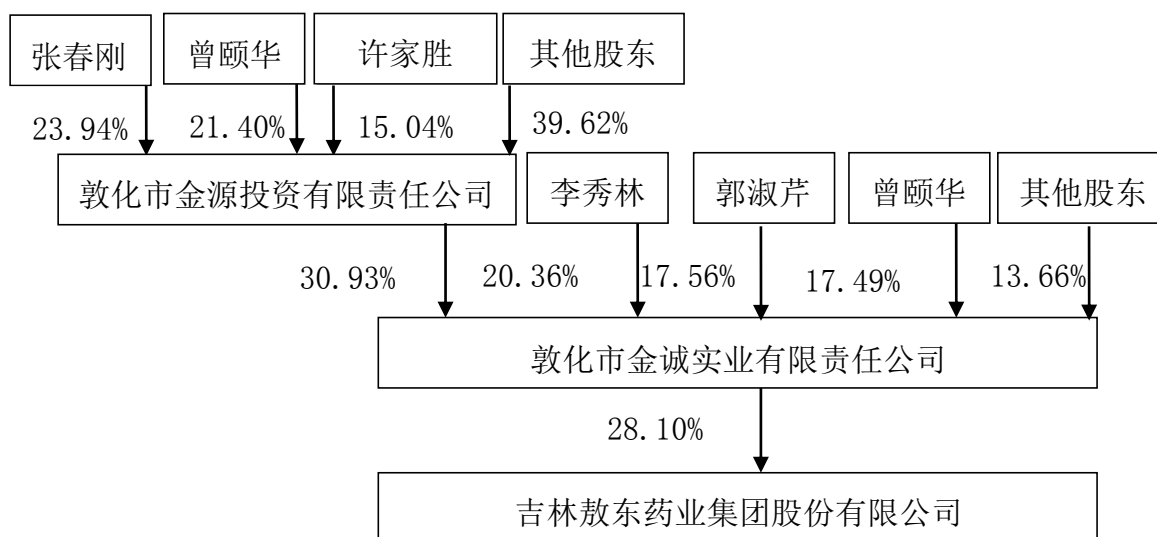 张春刚
曾颐华
许家胜
其他股东
23.94%
21.40%
15.04%
39.62%
敦化市金源投资有限责任公司
李秀林
郭淑芹
曾颐华
其他股东
30.93%
20.36%
17.56%
17.49%
13.66%
敦化市金诚实业有限责任公司
28.10%
吉林敖东药业集团股份有限公司